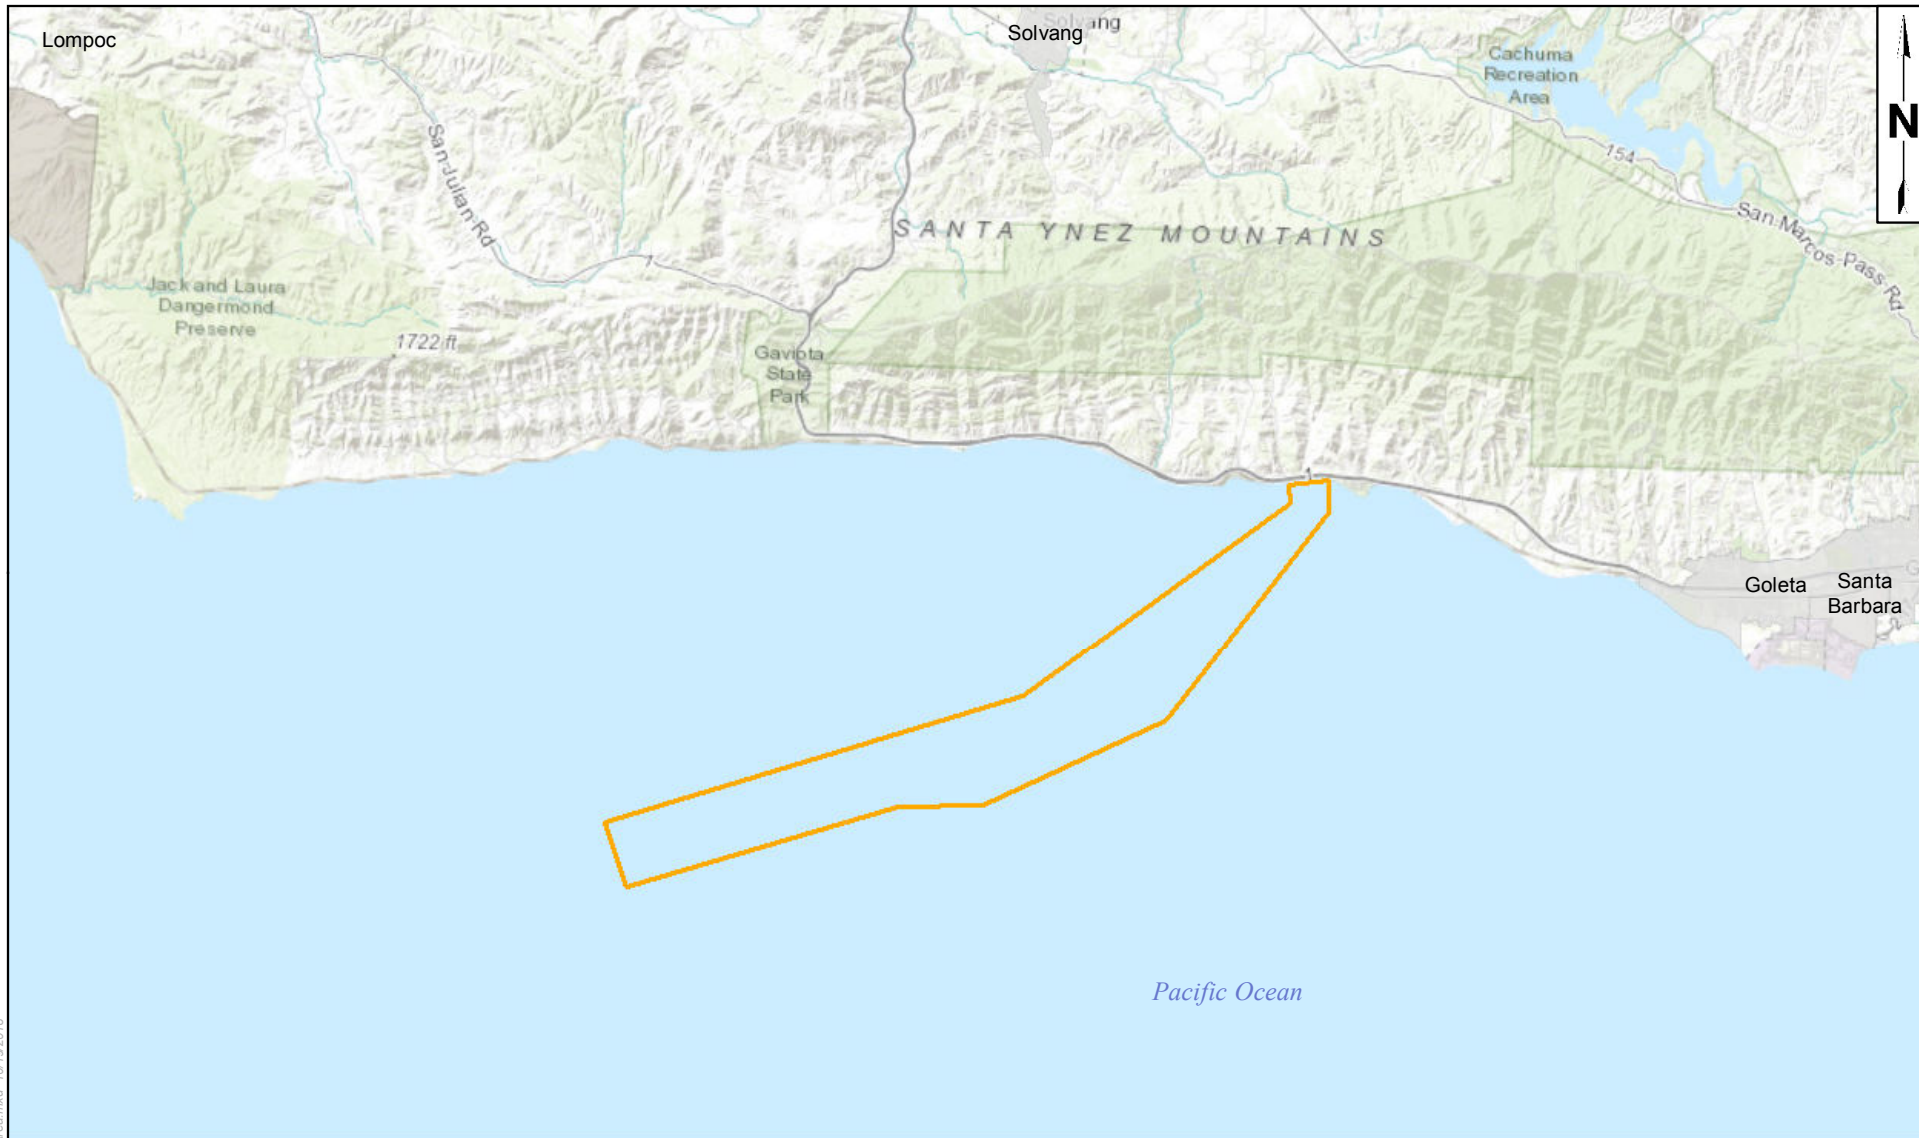 Lompoc
Solvang
Solvang
Cachuma
Recreation
Area
N
San Julian Rd
154
San Marcos Pass Rd
SANTA YNEZ MOUNTAINS
1
Jack and Laura
Dangermond
Preserve
1722 ft
Gaviota
State
Park
1
Goleta
Santa
Barbara
G
Pacific Ocean